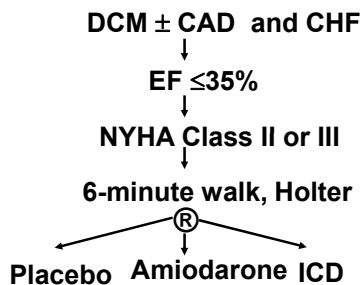 DCM ± CAD and CHF
EF ≤35%
NYHA Class II or III
6-minute walk, Holter
R
Placebo Amiodarone ICD